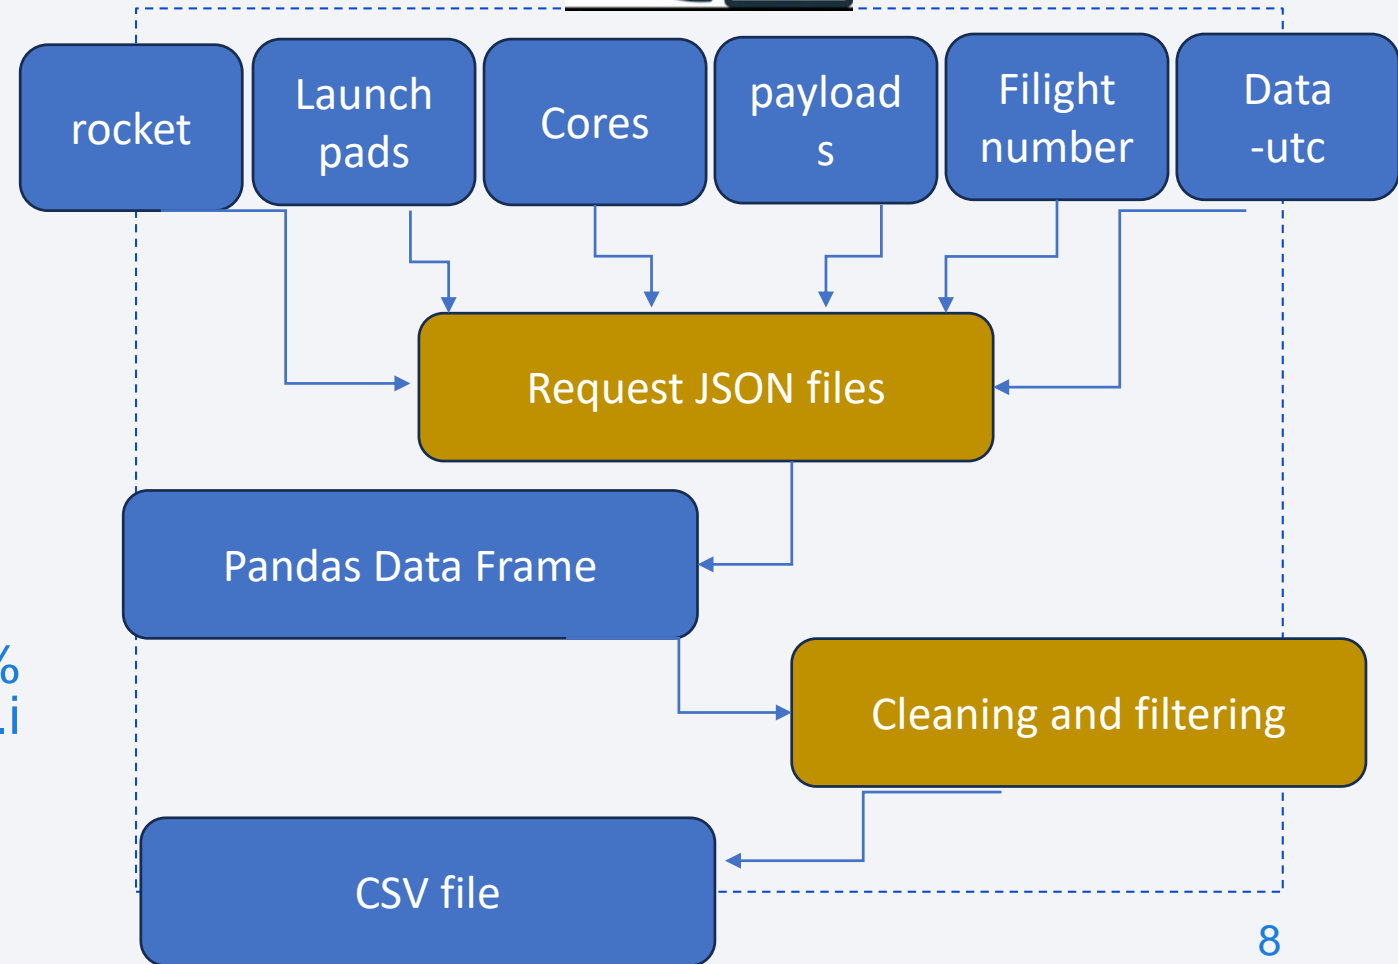 rocket
Launch
pads
Cores
payload
s
Filight
number
Data
-utc
Request JSON files
Pandas Data Frame
%
.i
Cleaning and filtering
CSV file
8